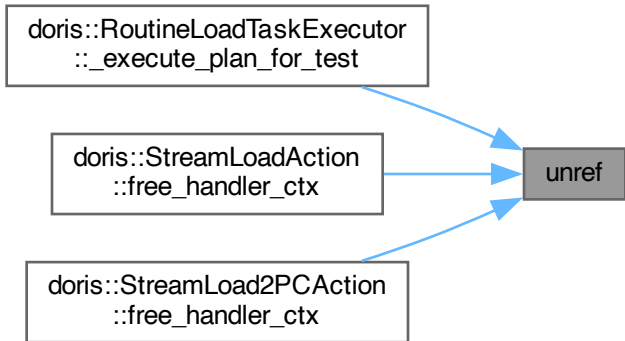 doris::RoutineLoadTaskExecutor
::_execute_plan_for_test
doris::StreamLoadAction
::free_handler_ctx
unref
doris::StreamLoad2PCAction
::free_handler_ctx